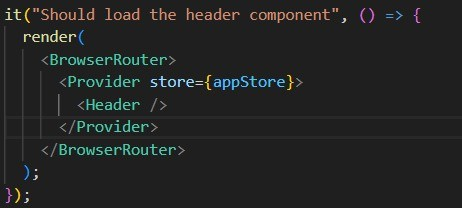 it("Should load the header component", () => {
  render(
    <BrowserRouter>
      <Provider store={appStore}>
        <Header />
      </Provider>
    </BrowserRouter>
  );
});